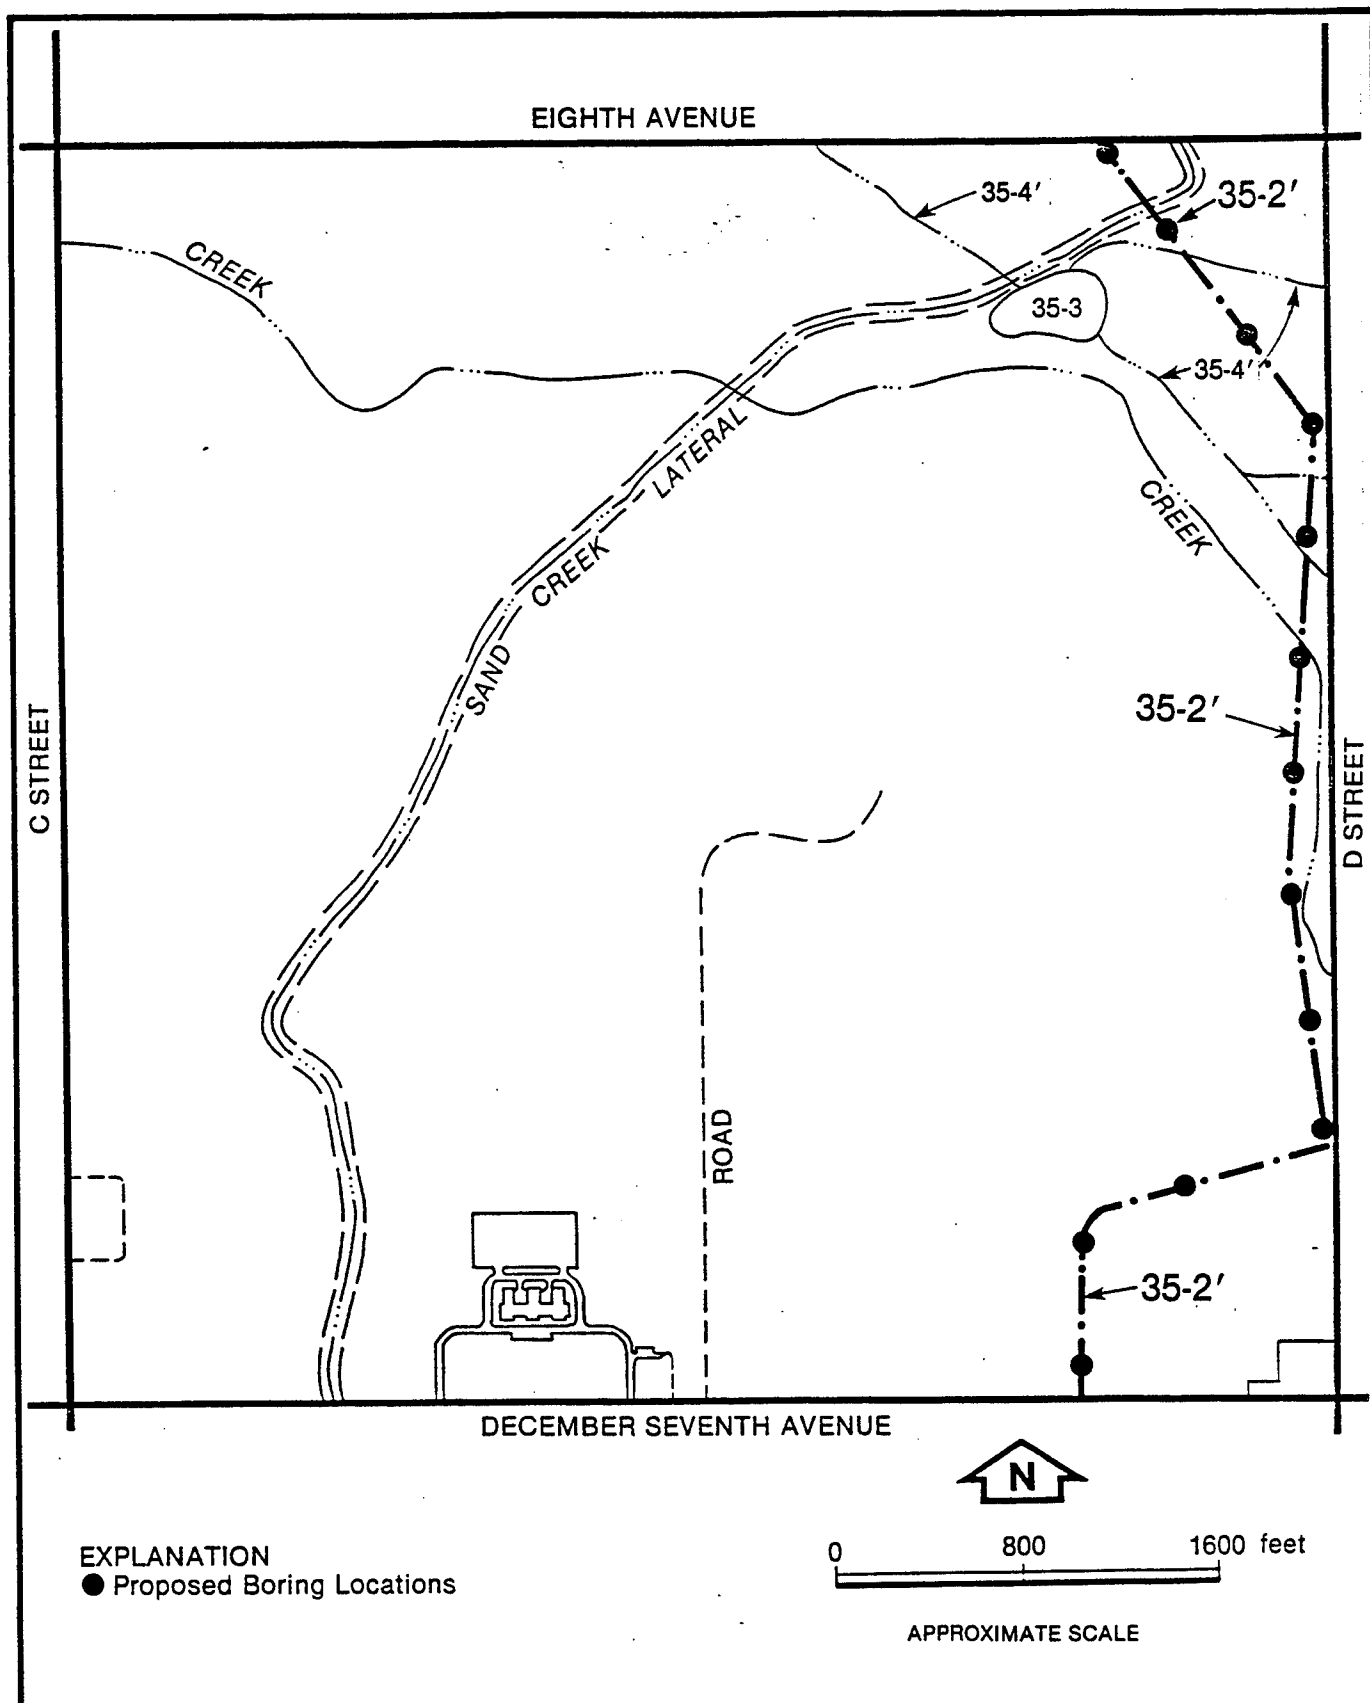 EIGHTH AVENUE
35-4'
35-2'
CREEK
35-3
35-4'
LATERAL
CREEK
CREEK
SAND
35-2'
C STREET
D STREET
ROAD
35-2'
DECEMBER SEVENTH AVENUE
N
EXPLANATION
Proposed Boring Locations
0 800 1600 feet
APPROXIMATE SCALE